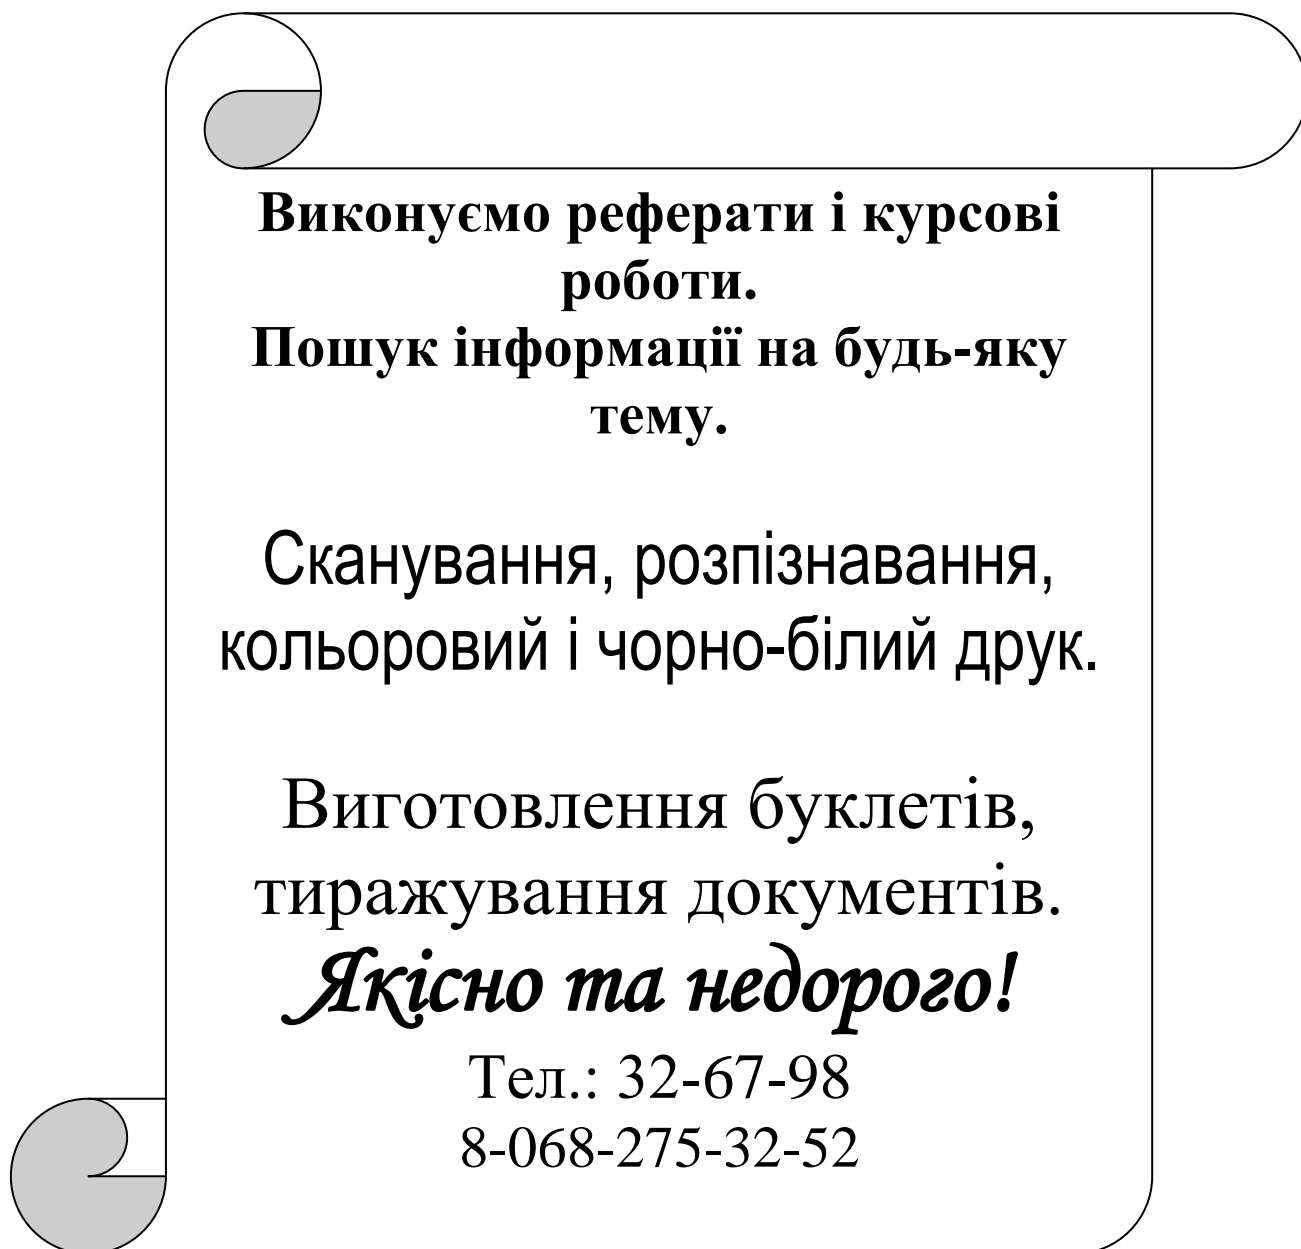 Виконуємо реферати і курсові
роботи.
Пошук інформації на будь-яку
тему.
Сканування, розпізнавання,
кольоровий і чорно-білий друк.
Виготовлення буклетів,
тиражування документів.
Якісно та недорого!
Тел.: 32-67-98
8-068-275-32-52